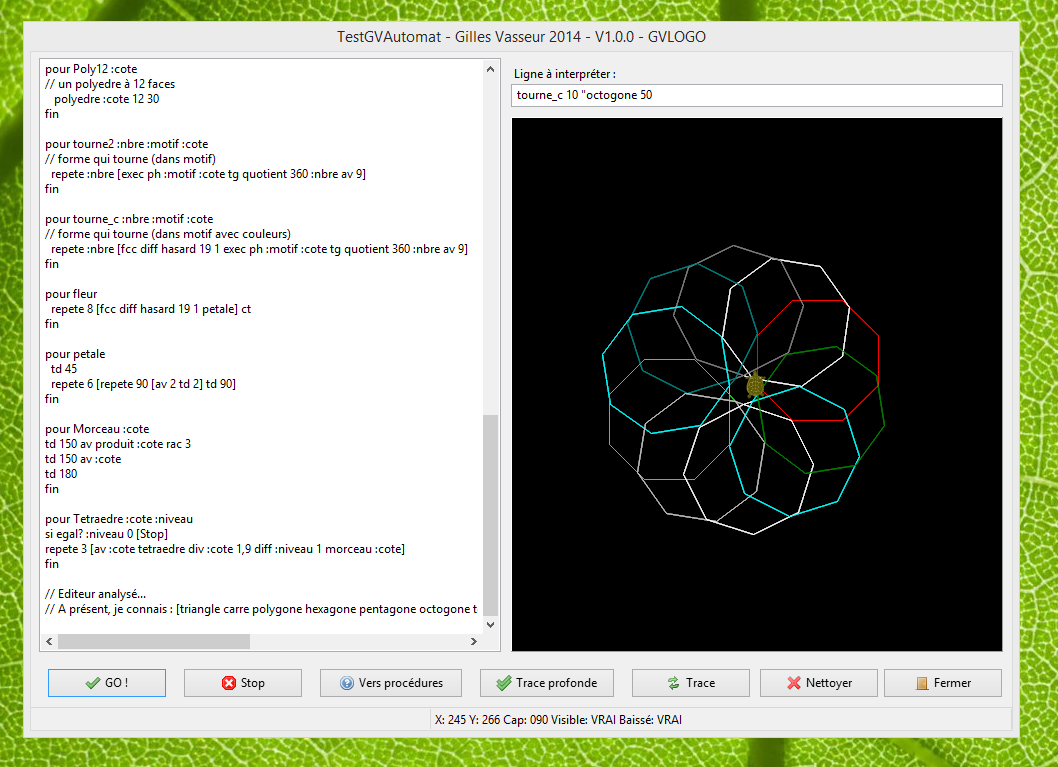 TestGVAutomat - Gilles Vasseur 2014 - V1.0.0 - GVLOGO
pour Poly12 :cote
// un polyedre à 12 faces
polyedre :cote 12 30
fin
pour tourne2 :nbre :motif :cote
// forme qui tourne (dans motif)
repete :nbre [exec ph :motif :cote tg quotient 360 :nbre av 9]
fin
pour tourne_c :nbre :motif :cote
// forme qui tourne (dans motif avec couleurs)
repete :nbre [fcc diff hasard 19 1 exec ph :motif :cote tg quotient 360 :nbre av 9]
fin
pour fleur
repete 8 [fcc diff hasard 19 1 petale] ct
fin
pour petale
td 45
repete 6 [repete 90 [av 2 td 2] td 90]
fin
pour Morceau :cote
td 150 av produit :cote rac 3
td 150 av :cote
td 180
fin
pour Tetraedre :cote :niveau
si egal? :niveau 0 [Stop]
repete 3 [av :cote tetraedre div :cote 1,9 diff :niveau 1 morceau :cote]
fin
// Editeur analysé...
// A présent, je connais : [triangle carre polygone hexagone pentagone octogone t
Ligne à interpréter :
tourne_c 10 "octogone 50
GO !
Stop
Vers procédures
Trace profonde
Trace
Nettoyer
Fermer
X: 245 Y: 266 Cap: 090 Visible: VRAI Baissé: VRAI